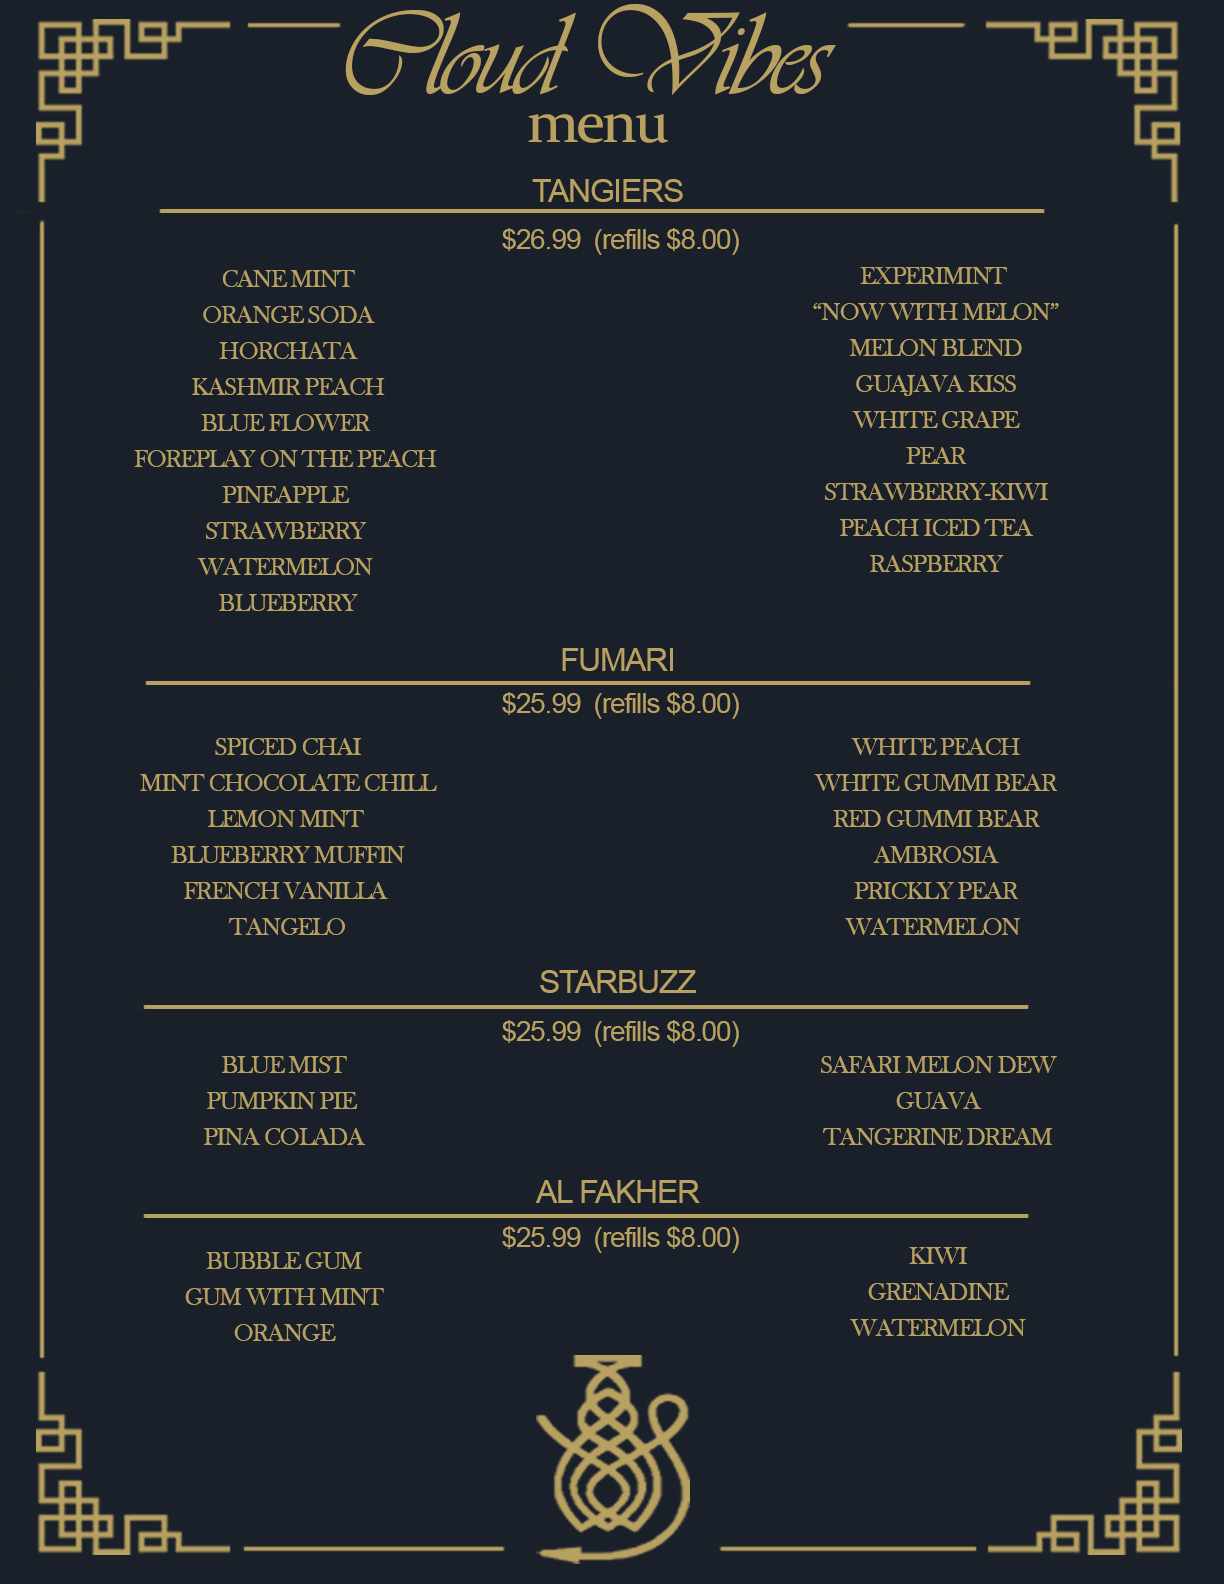 Cloud Vibes
menu
TANGIERS
$26.99 (refills $8.00)
CANE MINT
ORANGE SODA
HORCHATA
KASHMIR PEACH
BLUE FLOWER
FOREPLAY ON THE PEACH
PINEAPPLE
STRAWBERRY
WATERMELON
BLUEBERRY
EXPERIMINT
“NOW WITH MELON”
MELON BLEND
GUAJAVA KISS
WHITE GRAPE
PEAR
STRAWBERRY-KIWI
PEACH ICED TEA
RASPBERRY
FUMARI
$25.99 (refills $8.00)
SPICED CHAI
MINT CHOCOLATE CHILL
LEMON MINT
BLUEBERRY MUFFIN
FRENCH VANILLA
TANGELO
WHITE PEACH
WHITE GUMMI BEAR
RED GUMMI BEAR
AMBROSIA
PRICKLY PEAR
WATERMELON
STARBUZZ
$25.99 (refills $8.00)
BLUE MIST
PUMPKIN PIE
PINA COLADA
SAFARI MELON DEW
GUAVA
TANGERINE DREAM
AL FAKHER
$25.99 (refills $8.00)
BUBBLE GUM
GUM WITH MINT
ORANGE
KIWI
GRENADINE
WATERMELON